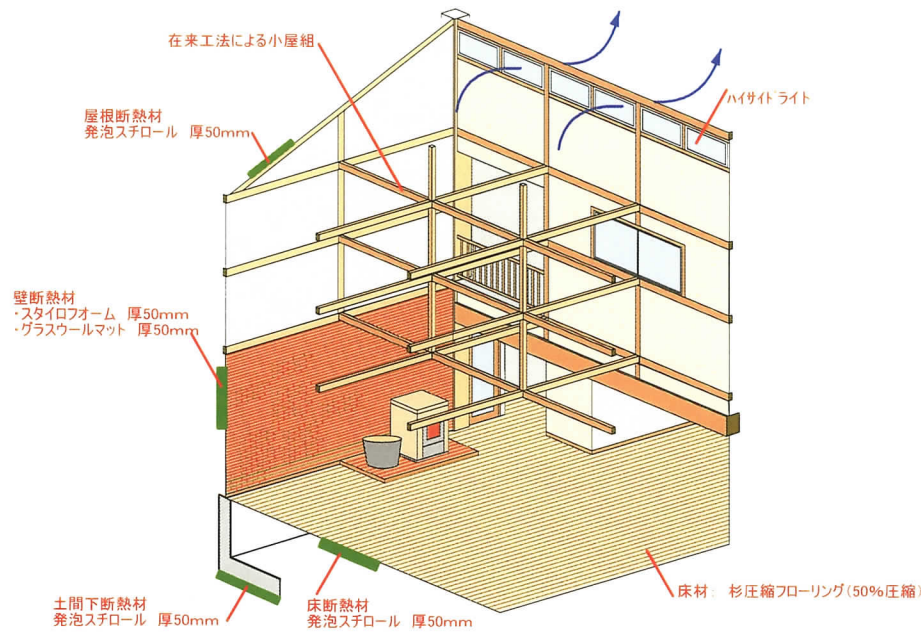 在来工法による小屋組
ハイサイドライト
屋根断熱材
発泡スチロール 厚50mm
壁断熱材
・スタイロフオーム 厚50mm
・グラスウールマット 厚50mm
床材: 杉圧縮フローリング(50%圧縮)
土間下断熱材
発泡スチロール 厚50mm
床断熱材
発泡スチロール 厚50mm